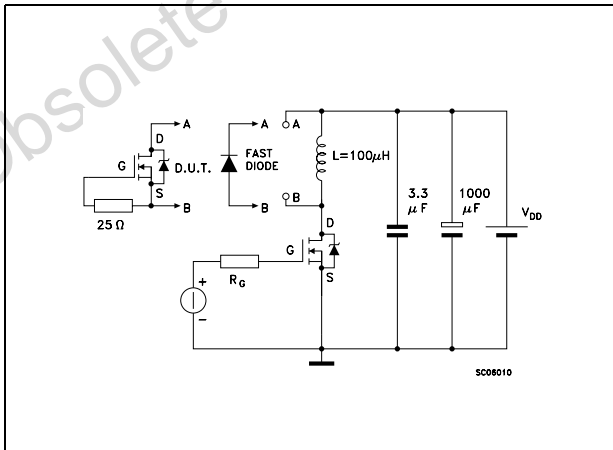 Obsolete
A
D
G
D.U.T.
S
B
25 Ω
A
FAST
DIODE
B
A
L=100μH
B
D
G
S
RG
+
-
3.3
μF
1000
μF
VDD
SC06010